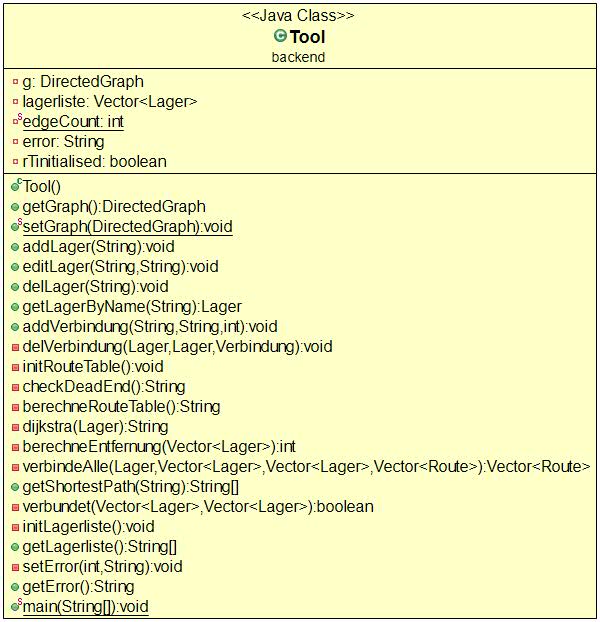 <<Java Class>>
Tool
backend
g: DirectedGraph
lagerliste: Vector<Lager>
edgeCount: int
error: String
rTinitialised: boolean
Tool()
getGraph():DirectedGraph
setGraph(DirectedGraph):void
addLager(String):void
editLager(String,String):void
delLager(String):void
getLagerByName(String):Lager
addVerbindung(String,String,int):void
delVerbindung(Lager,Lager,Verbindung):void
initRouteTable():void
checkDeadEnd():String
berechneRouteTable():String
dijkstra(Lager):String
berechneEntfernung(Vector<Lager>):int
verbindeAlle(Lager,Vector<Lager>,Vector<Lager>,Vector<Route>):Vector<Route>
getShortestPath(String):String[]
verbundet(Vector<Lager>,Vector<Lager>):boolean
initLagerliste():void
getLagerliste():String[]
setError(int,String):void
getError():String
main(String[]):void